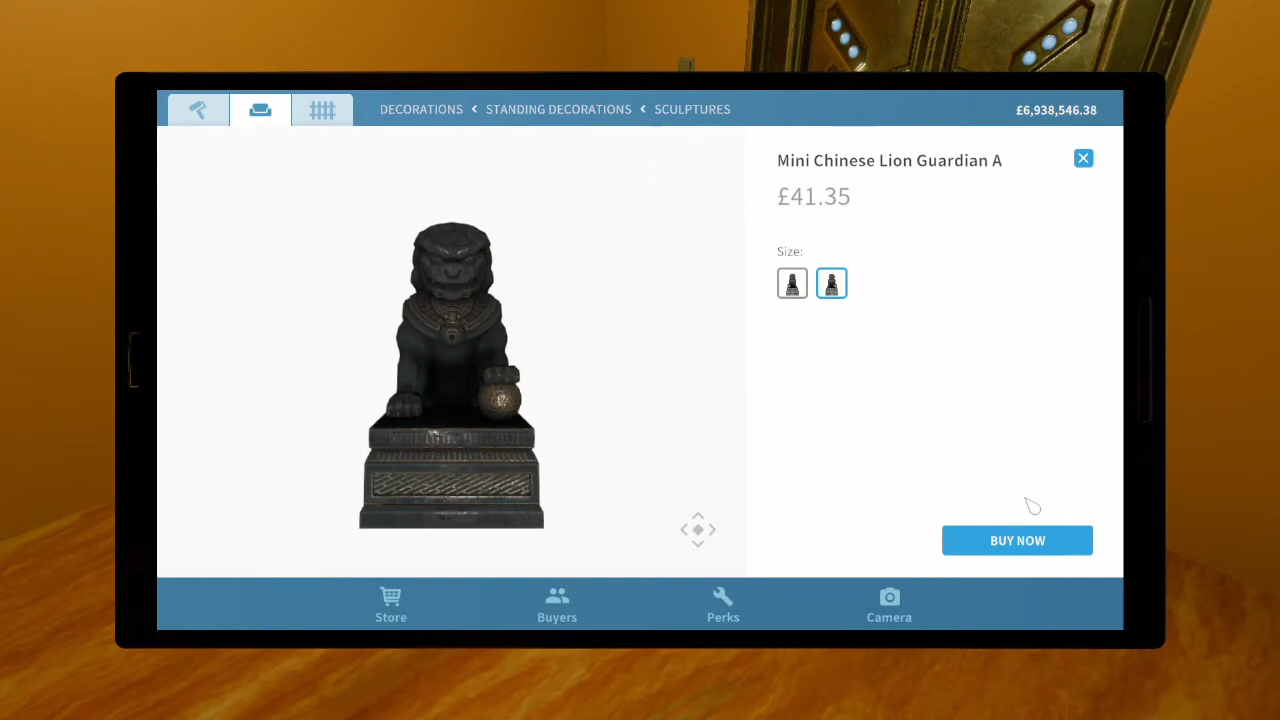 DECORATIONS < STANDING DECORATIONS < SCULPTURES
£6,938,546.38
Mini Chinese Lion Guardian A
£41.35
Size:
BUY NOW
Store
Buyers
Perks
Camera